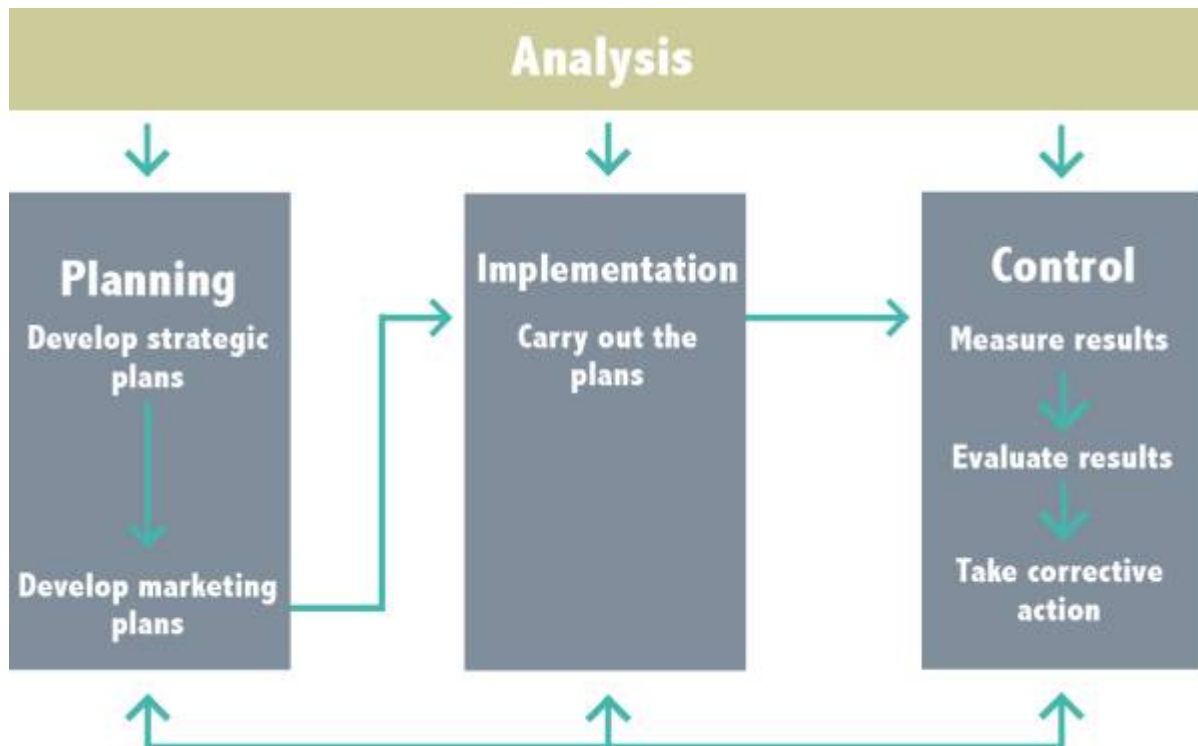 Analysis
Planning
Develop strategic
plans
Develop marketing
plans
Implementation
Carry out the
plans
Control
Measure results
Evaluate results
Take corrective
action